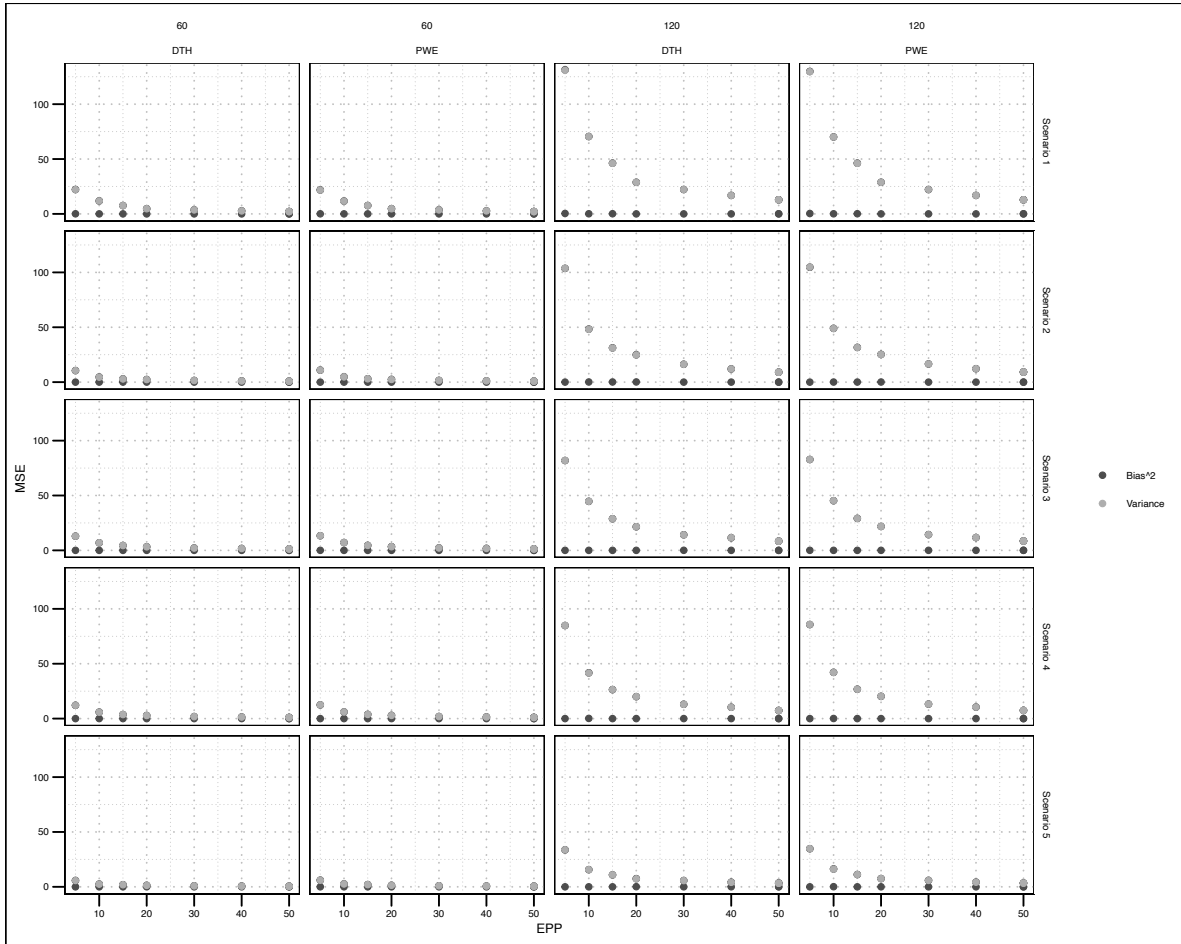 60 60 120 120
DTH PWE DTH PWE
100
50
0
Scenario 1
100
50
0
Scenario 2
100
50
0
Scenario 3
100
50
0
Scenario 4
100
50
0
Scenario 5
MSE
10 20 30 40 50 10 20 30 40 50 10 20 30 40 50 10 20 30 40 50
EPP
Bias^2
Variance